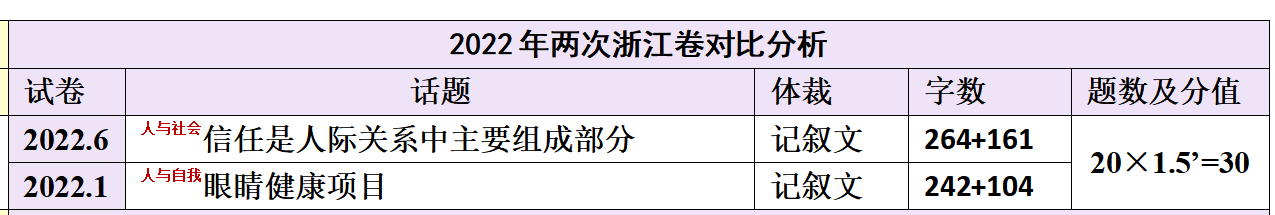 2022年两次浙江卷对比分析
试卷 话题 体裁 字数 题数及分值
2022.6 人与社会信任是人际关系中主要组成部分 记叙文 264+161 20×1.5’=30
2022.1 人与自我眼睛健康项目 记叙文 242+104